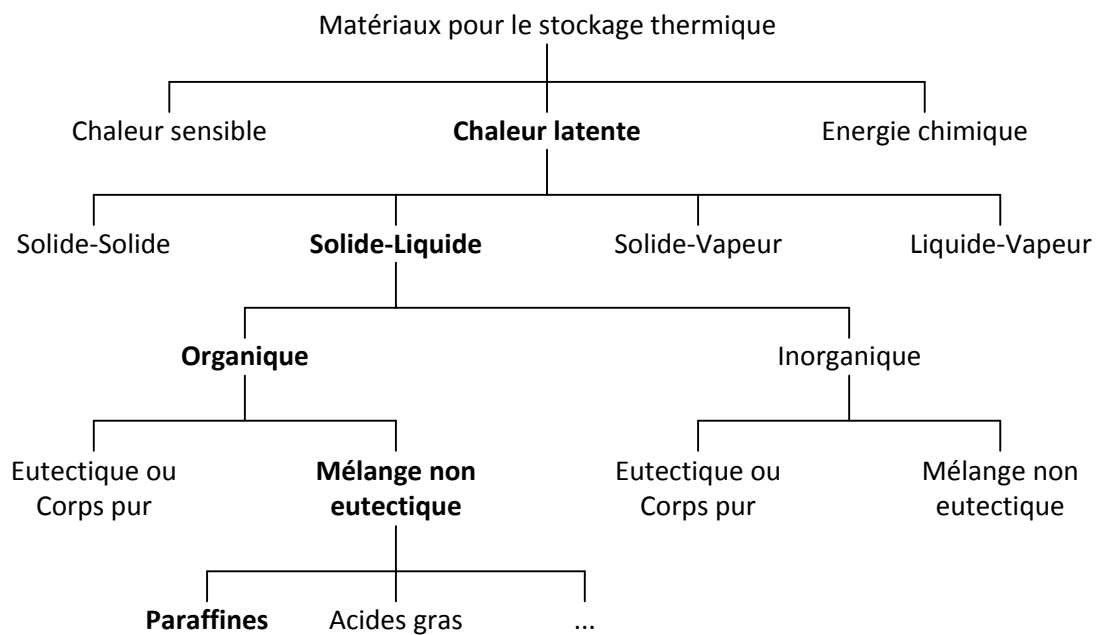 Matériaux pour le stockage thermique
Chaleur sensible
Chaleur latente
Energie chimique
Solide-Solide
Solide-Liquide
Solide-Vapeur
Liquide-Vapeur
Organique
Inorganique
Eutectique ou
Corps pur
Mélange non
eutectique
Eutectique ou
Corps pur
Mélange non
eutectique
Paraffines
Acides gras
...